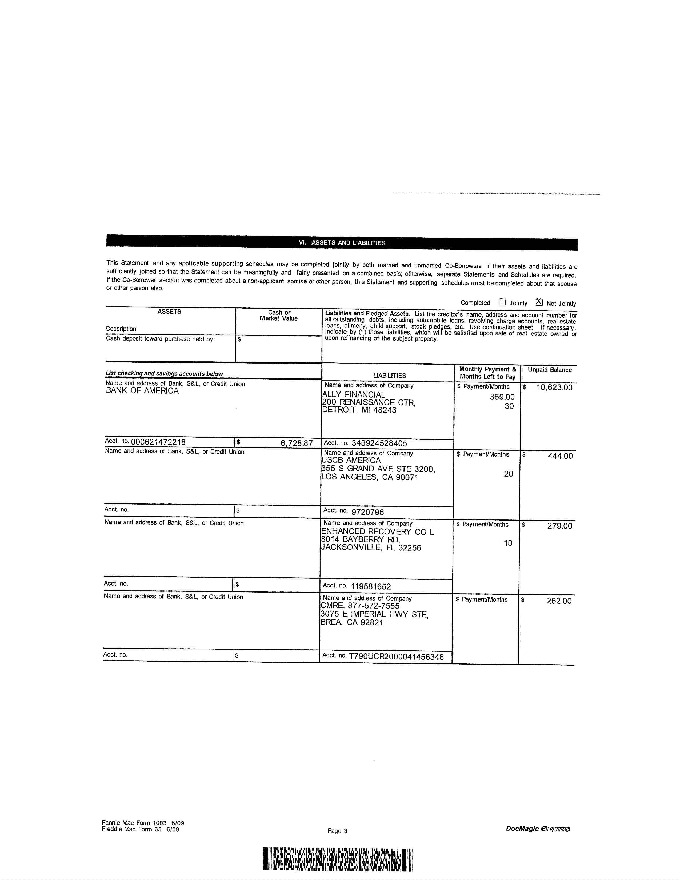 VI. ASSETS AND LIABILITIES
This Statement and any applicable supporting schedules may be completed jointly by both married and unmarried Co-Borrowers if their assets and liabilities are
sufficiently joined so that the Statement can be meaningfully and fairly presented on a combined basis; otherwise, separate Statements and Schedules are required.
If the Co-Borrower section was completed about a non-applicant spouse or other person, this Statement and supporting schedules must be completed about that spouse
or other person also.
Completed Jointly Not Jointly
ASSETS
Cash or
Market Value
Description
Cash deposit toward purchase held by $
Liabilities and Pledged Assets. List the creditor's name, address and account number for
all outstanding debts, including automobile loans, revolving charge accounts, real estate
loans, alimony, child support, stock pledges, etc. Use continuation sheet, if necessary.
Indicate by (*) those liabilities, which will be satisfied upon sale of real estate owned or
upon refinancing of the subject property.
List checking and savings accounts below
LIABILITIES
Monthly Payment &
Months Left to Pay
Unpaid Balance
Name and address of Bank, S&L, or Credit Union
BANK OF AMERICA
Name and address of Company
ALLY FINANCIAL
200 RENAISSANCE CTR,
DETROIT, MI 48243
$ Payment/Months
369.00
30
$ 10,623.00
Acct. no. 000621472218 $ 6,728.87
Acct. no. 343924528405
Name and address of Bank, S&L, or Credit Union
Name and address of Company
USCB AMERICA
355 S GRAND AVE STE 3200,
LOS ANGELES, CA 90071
$ Payment/Months
20
$ 444.00
Acct. no. $
Acct. no. 9720796
Name and address of Bank, S&L, or Credit Union
Name and address of Company
ENHANCED RECOVERY CO L
8014 BAYBERRY RD,
JACKSONVILLE, FL 32256
$ Payment/Months
10
$ 279.00
Acct. no. $
Acct. no. 119581652
Name and address of Bank, S&L, or Credit Union
Name and address of Company
CMRE. 877-572-7555
3075 E IMPERIAL HWY STE,
BREA, CA 92821
$ Payment/Months
$ 262.00
Acct. no. $
Acct. no.
Fannie Mae Form 1003 6/09
Freddie Mac Form 65 6/09
Page 3
DocMagic